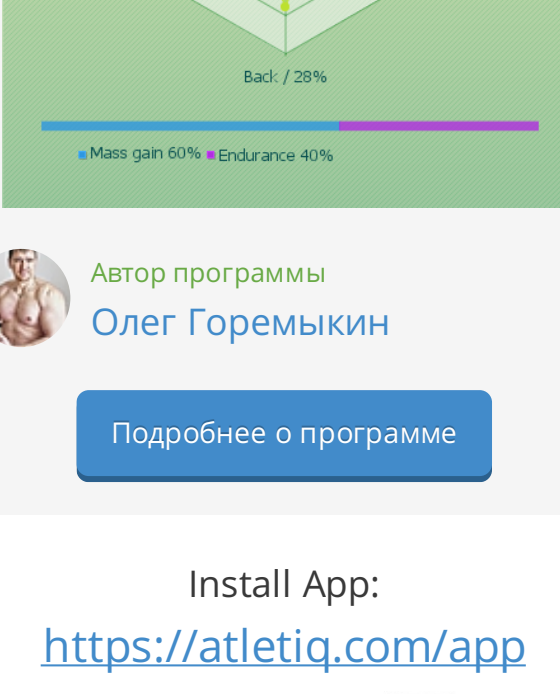 Back / 28%
Mass gain 60% Endurance 40%
Автор программы
Олег Горемыкин
Подробнее о программе
Install App:
https://atletiq.com/app